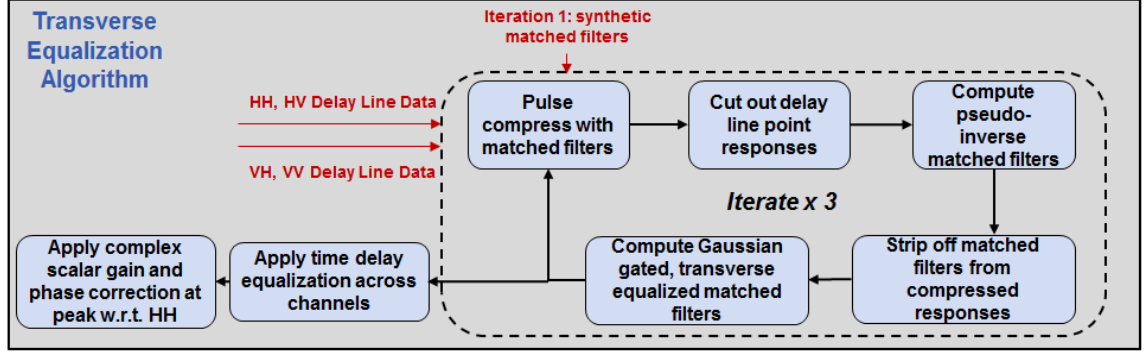 Transverse
Equalization
Algorithm
Iteration 1: synthetic
matched filters
HH, HV Delay Line Data
VH, VV Delay Line Data
Pulse
compress with
matched filters
Cut out delay
line point
responses
Compute
pseudo-
inverse
matched filters
Iterate x 3
Strip off matched
filters from
compressed
responses
Compute Gaussian
gated, transverse
equalized matched
filters
Apply time delay
equalization across
channels
Apply complex
scalar gain and
phase correction at
peak w.r.t. HH